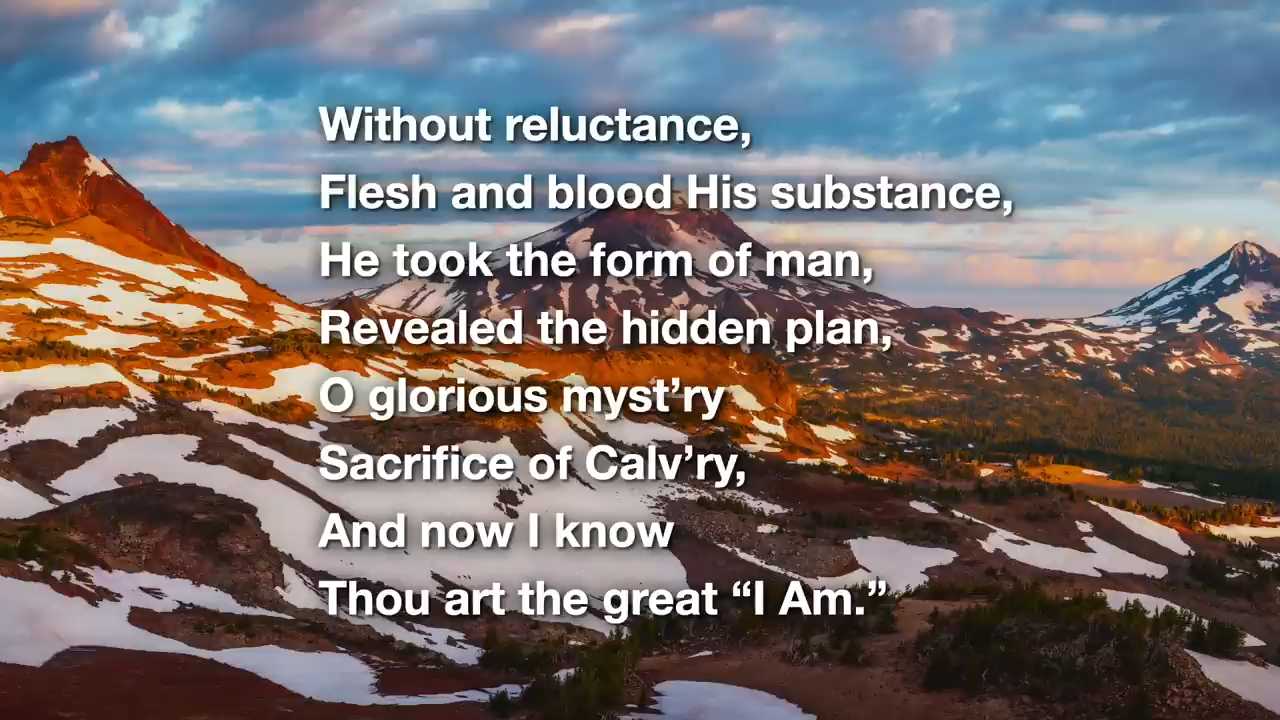 Without reluctance,
Flesh and blood His substance,
He took the form of man,
Revealed the hidden plan,
O glorious myst’ry
Sacrifice of Calv’ry,
And now I know
Thou art the great “I Am.”